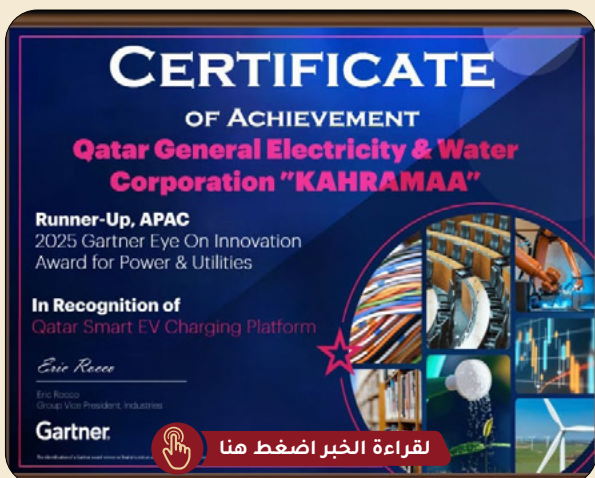 CERTIFICATE
OF ACHIEVEMENT
Qatar General Electricity & Water
Corporation "KAHRAMAA"
Runner-Up, APAC
2025 Gartner Eye On Innovation
Award for Power & Utilities
In Recognition of
Qatar Smart EV Charging Platform
Eric Rocco
Eric Rocco
Group Vice President, Industries
Gartner
لقراءة الخبر اضغط هنا